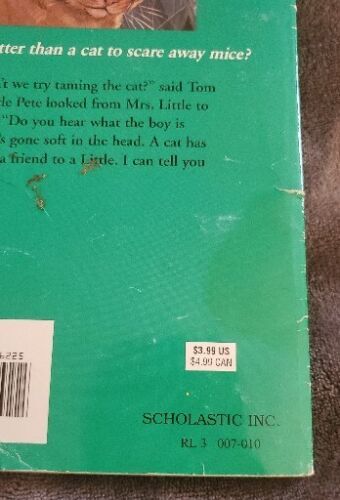 tter than a cat to scare away mice?
't we try taming the cat?" said Tom
le Pete looked from Mrs. Little to
"Do you hear what the boy is
's gone soft in the head. A cat has
a friend to a Little. I can tell you
$3.99 US
$4.99 CAN
SCHOLASTIC INC.
RL 3 007-010